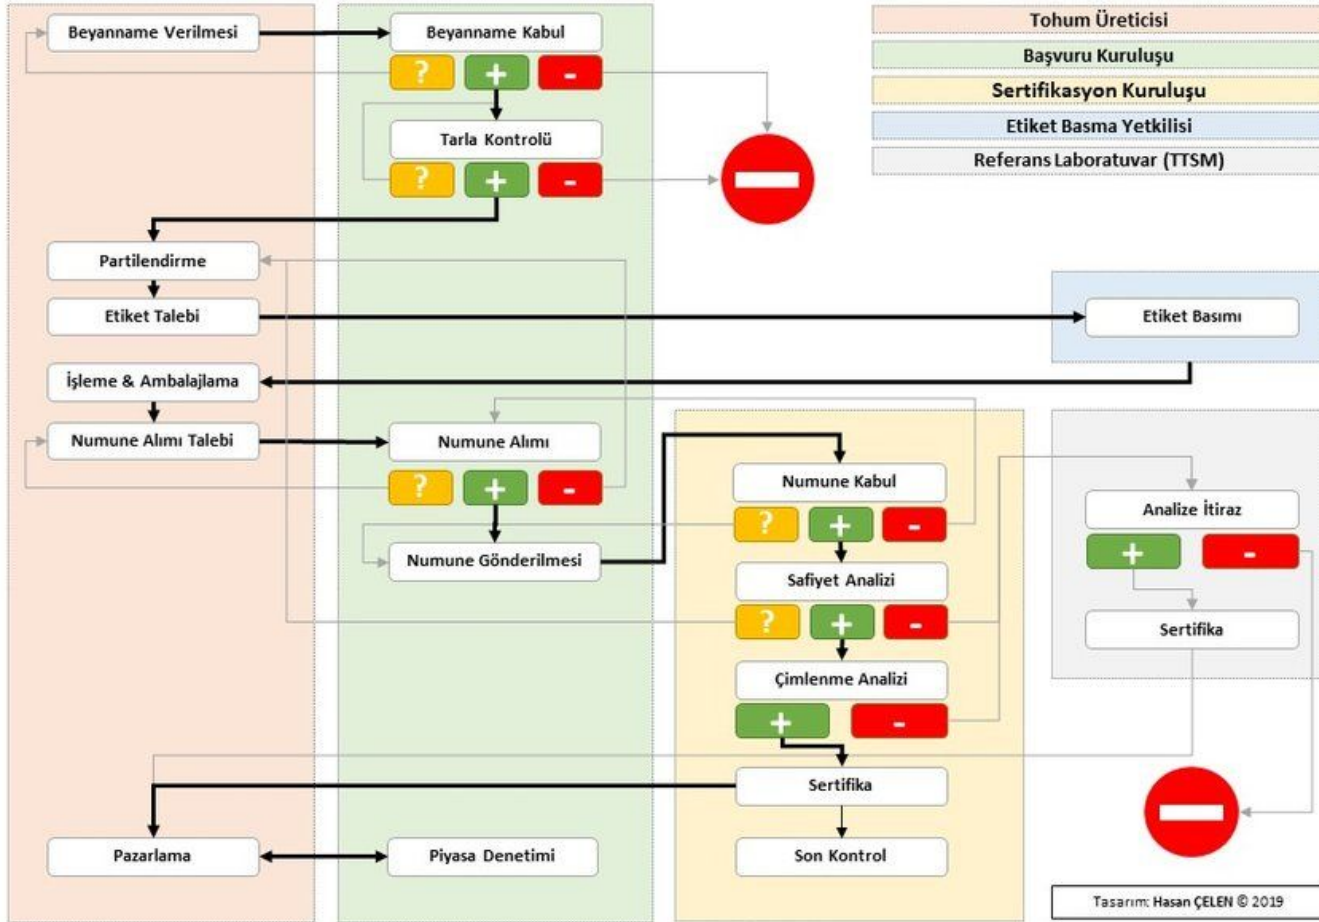 Beyanname Verilmesi
Beyanname Kabul
? + -
Tarla Kontrolü
? + -
Tohum Üreticisi
Başvuru Kuruluşu
Sertifikasyon Kuruluşu
Etiket Basma Yetkilisi
Referans Laboratuvar (TTSM)
Partilendirme
Etiket Talebi
Etiket Basımı
İşleme & Ambalajlama
Numune Alımı Talebi
Numune Alımı
? + -
Numune Gönderilmesi
Numune Kabul
? + -
Safiyet Analizi
? + -
Çimlenme Analizi
+ -
Sertifika
Son Kontrol
Analize İtiraz
+ -
Sertifika
Pazarlama
Piyasa Denetimi
Tasarım: Hasan ÇELEN © 2019